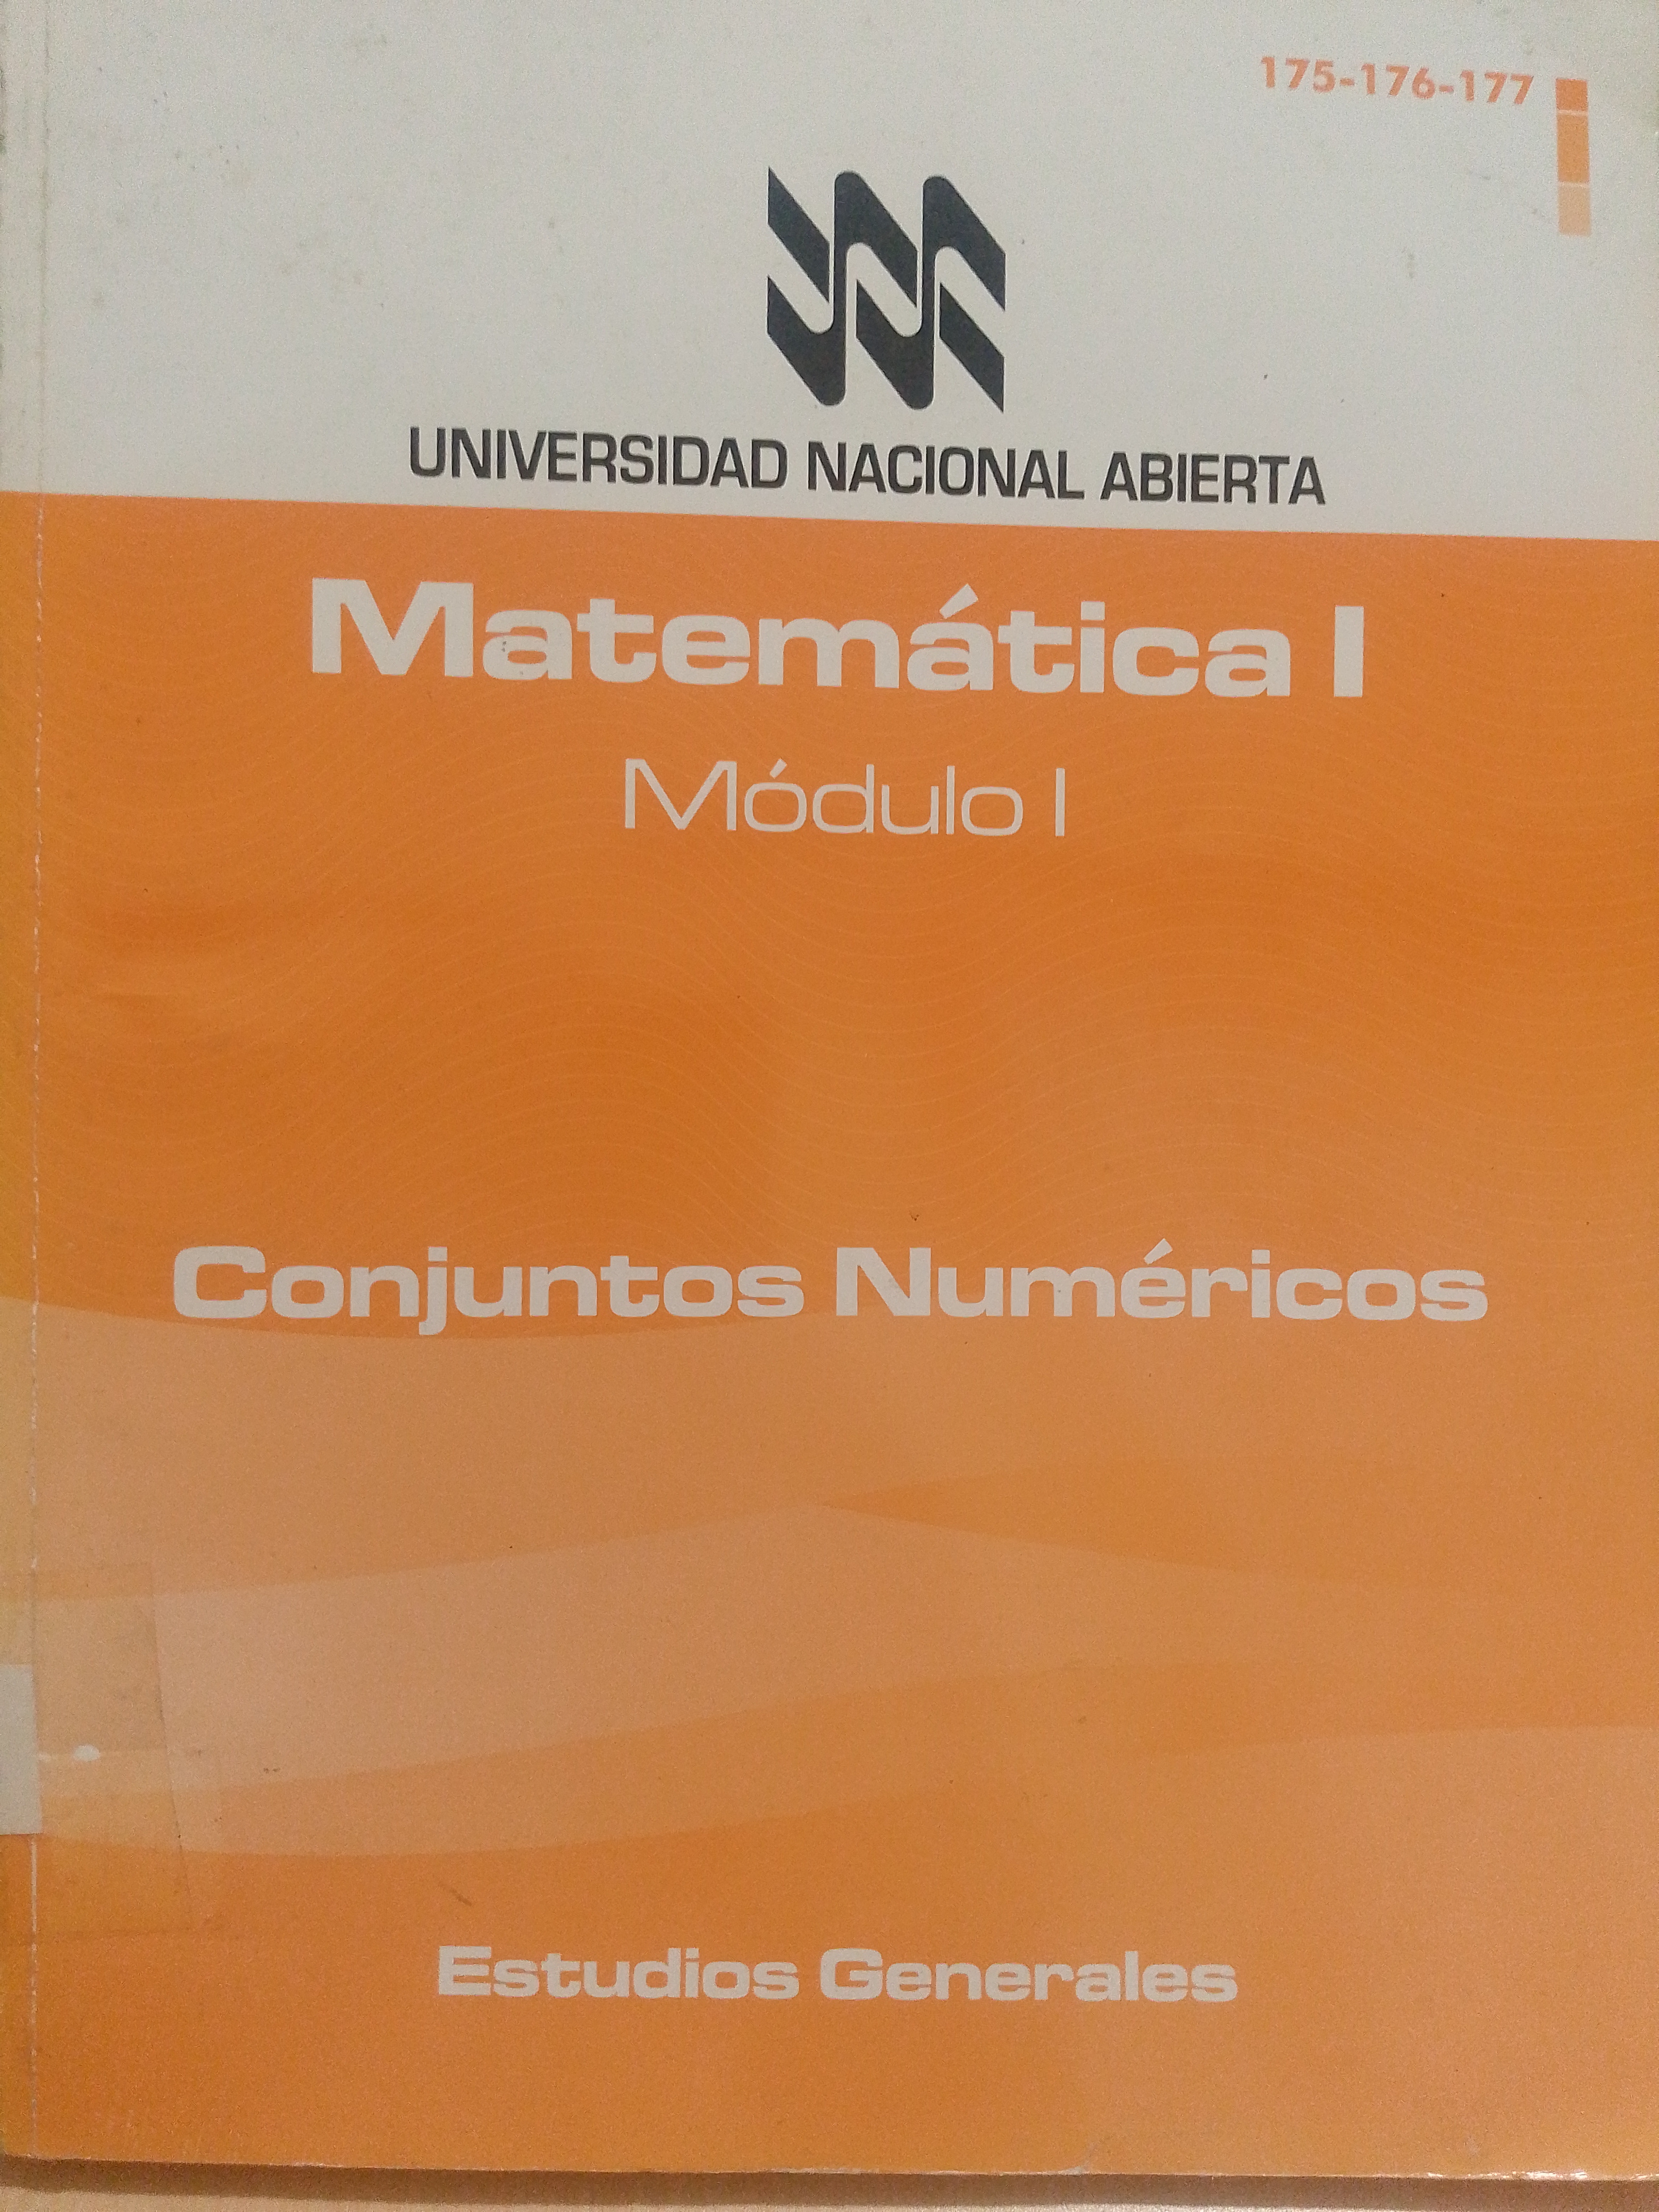 175-176-177
UNIVERSIDAD NACIONAL ABIERTA
Matemática I
Módulo I
Conjuntos Numéricos
Estudios Generales